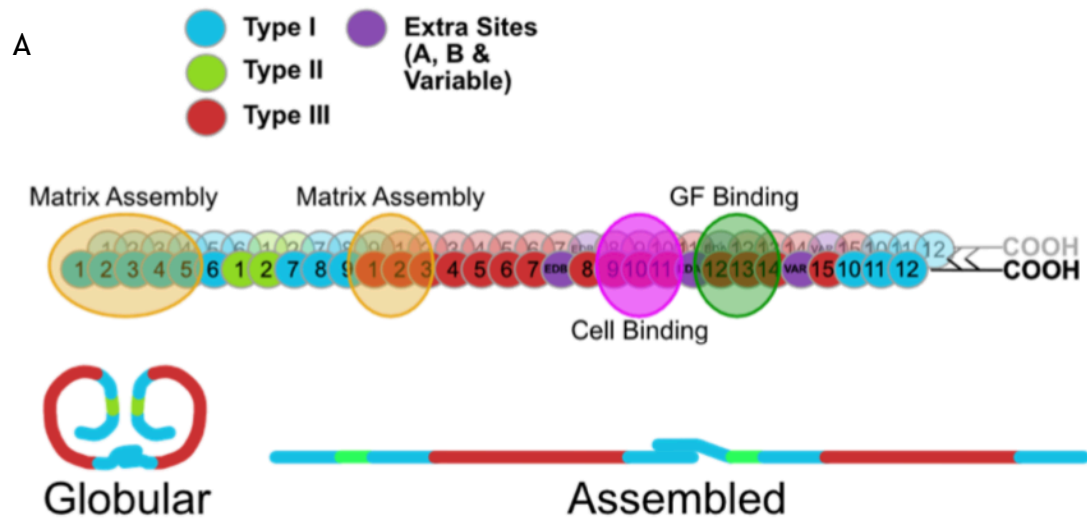 A
Type I
Type II
Type III
Extra Sites
(A, B &
Variable)
Matrix Assembly
Matrix Assembly
GF Binding
12 COOH
1 2 3 4 5 6 1 2 7 8 9 1 2 3 4 5 6 7 EDB 8 9 10 11 12 13 14 VAR 15 10 11 12 COOH
Cell Binding
Globular
Assembled